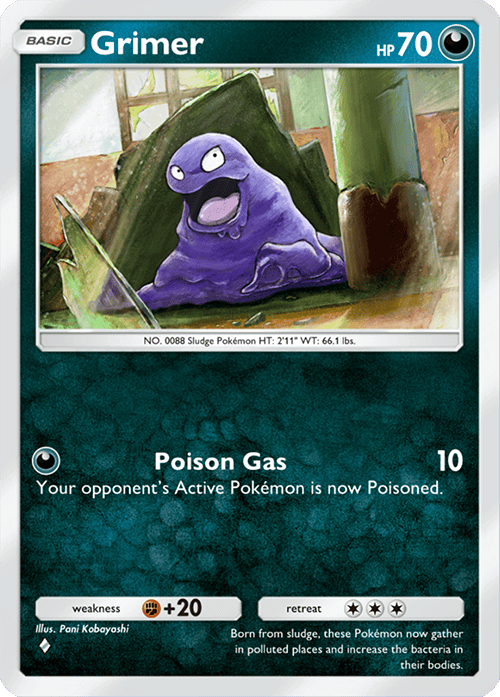 BASIC Grimer HP 70
NO. 0088 Sludge Pokémon HT: 2'11" WT: 66.1 lbs.
Poison Gas 10
Your opponent's Active Pokémon is now Poisoned.
weakness +20 retreat
Illus. Pani Kobayashi
Born from sludge, these Pokémon now gather
in polluted places and increase the bacteria in
their bodies.